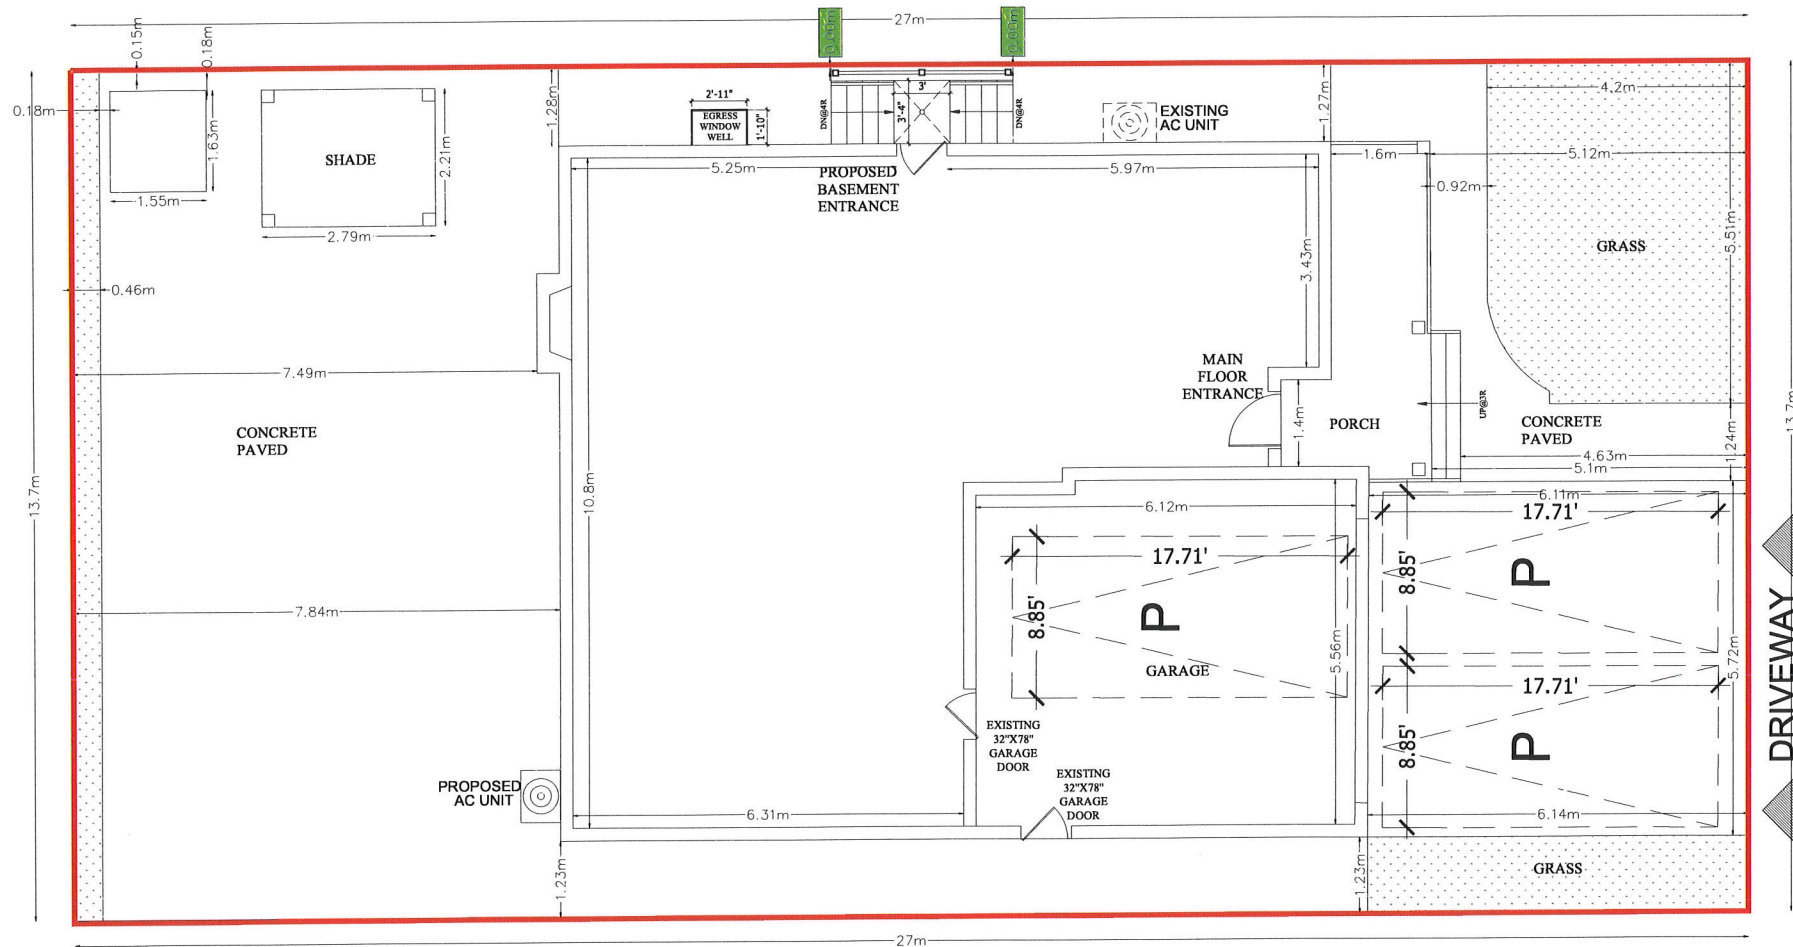 27m
0.00m
0.00m
0.15m
0.18m
0.18m
1.63m
1.55m
SHADE
2.21m
2.79m
1.28m
2'-11"
EGRESS
WINDOW
WELL
1'-10"
DN@4R
3'
3'-4"
DN@4R
EXISTING
AC UNIT
1.27m
4.2m
5.25m
PROPOSED
BASEMENT
ENTRANCE
5.97m
1.6m
5.12m
0.92m
GRASS
5.51m
0.46m
3.43m
7.49m
MAIN
FLOOR
ENTRANCE
1.4m
PORCH
UP@3R
CONCRETE
PAVED
1.24m
13.7m
4.63m
5.1m
CONCRETE
PAVED
13.7m
10.8m
6.12m
6.11m
17.71'
17.71'
8.85'
P
8.85'
P
GARAGE
5.56m
7.84m
17.71'
8.85'
P
5.72m
DRIVEWAY
EXISTING
32"X78"
GARAGE
DOOR
EXISTING
32"X78"
GARAGE
DOOR
PROPOSED
AC UNIT
6.31m
6.14m
1.23m
1.23m
GRASS
27m